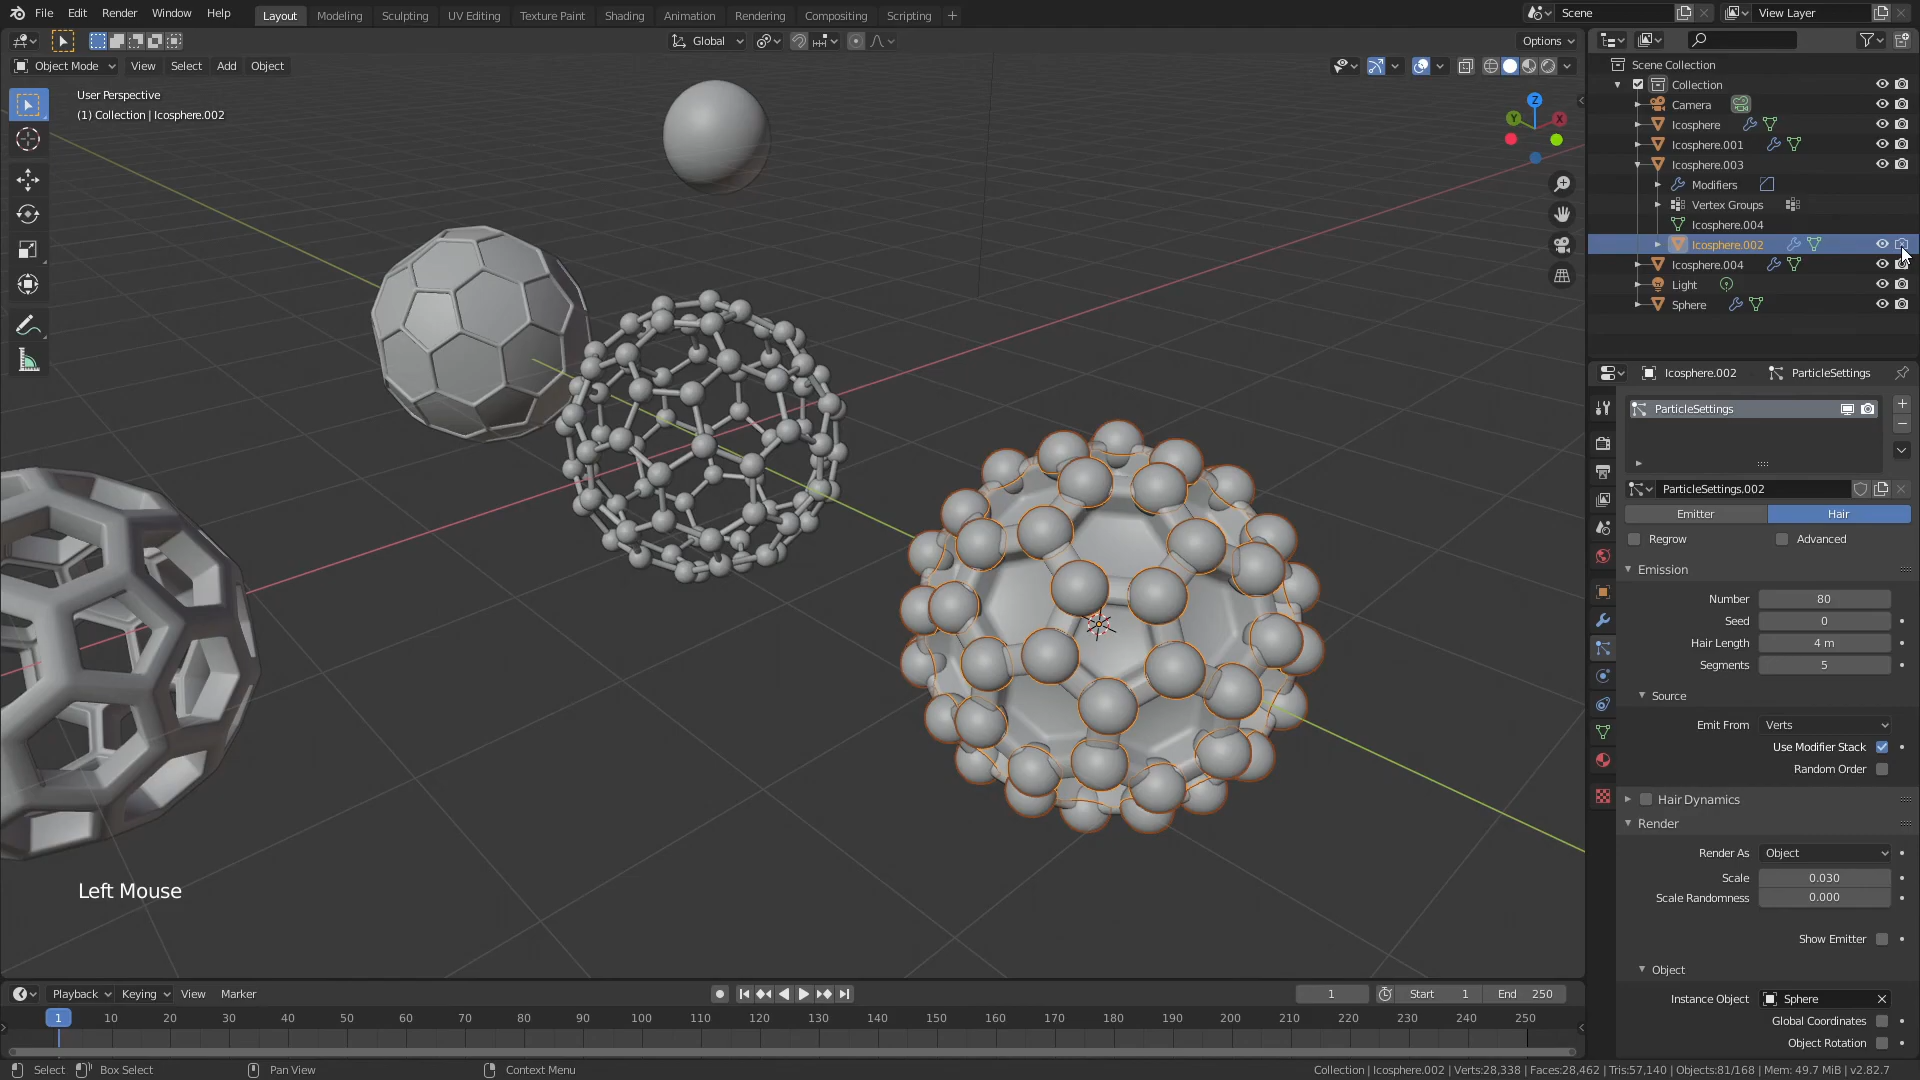 File Edit Render Window Help Layout Modeling Sculpting UV Editing Texture Paint Shading Animation Rendering Compositing Scripting + Scene View Layer
Global Options
Object Mode View Select Add Object
User Perspective
(1) Collection | Icosphere.002
Z
Y
X
Scene Collection
Collection
Camera
Icosphere
Icosphere.001
Icosphere.003
Modifiers
Vertex Groups
Icosphere.004
Icosphere.002
Icosphere.004
Light
Sphere
Icosphere.002 ParticleSettings
ParticleSettings
ParticleSettings.002
Emitter Hair
Regrow Advanced
Emission
Number 80
Seed 0
Hair Length 4 m
Segments 5
Source
Emit From Verts
Use Modifier Stack
Random Order
Hair Dynamics
Render
Render As Object
Scale 0.030
Scale Randomness 0.000
Show Emitter
Object
Instance Object Sphere
Global Coordinates
Object Rotation
Left Mouse
Playback Keying View Marker 1 Start 1 End 250
1 10 20 30 40 50 60 70 80 90 100 110 120 130 140 150 160 170 180 190 200 210 220 230 240 250
Select Box Select Pan View Context Menu Collection | Icosphere.002 | Verts:28,338 | Faces:28,462 | Tris:57,140 | Objects:81/168 | Mem: 49.7 MiB | v2.82.7